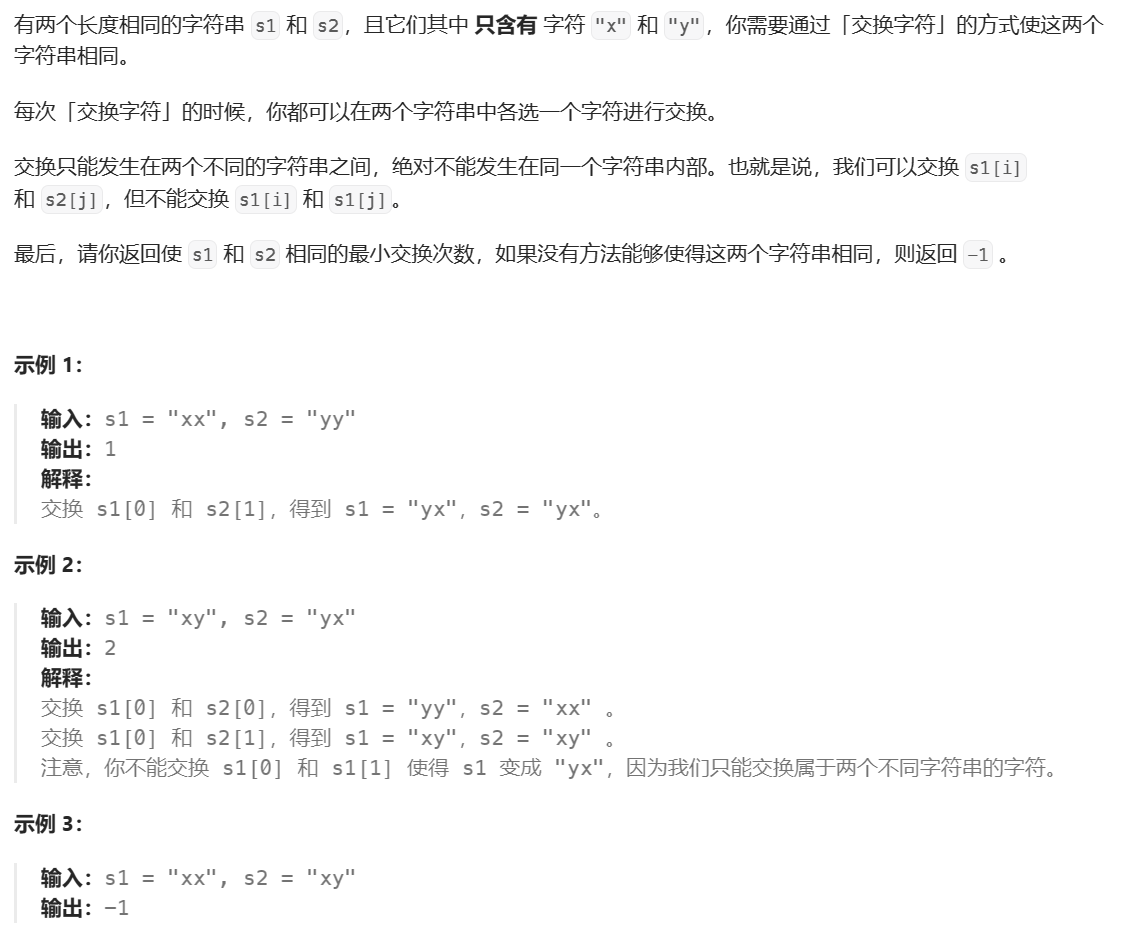 有两个长度相同的字符串 s1 和 s2，且它们其中 只含有 字符 "x" 和 "y"，你需要通过「交换字符」的方式使这两个
字符串相同。
每次「交换字符」的时候，你都可以在两个字符串中各选一个字符进行交换。
交换只能发生在两个不同的字符串之间，绝对不能发生在同一个字符串内部。也就是说，我们可以交换 s1[i]
和 s2[j]，但不能交换 s1[i] 和 s1[j]。
最后，请你返回使 s1 和 s2 相同的最小交换次数，如果没有方法能够使得这两个字符串相同，则返回 -1 。
示例 1：
输入：s1 = "xx", s2 = "yy"
输出：1
解释：
交换 s1[0] 和 s2[1]，得到 s1 = "yx"，s2 = "yx"。
示例 2：
输入：s1 = "xy", s2 = "yx"
输出：2
解释：
交换 s1[0] 和 s2[0]，得到 s1 = "yy"，s2 = "xx" 。
交换 s1[0] 和 s2[1]，得到 s1 = "xy"，s2 = "xy" 。
注意，你不能交换 s1[0] 和 s1[1] 使得 s1 变成 "yx"，因为我们只能交换属于两个不同字符串的字符。
示例 3：
输入：s1 = "xx", s2 = "xy"
输出：-1